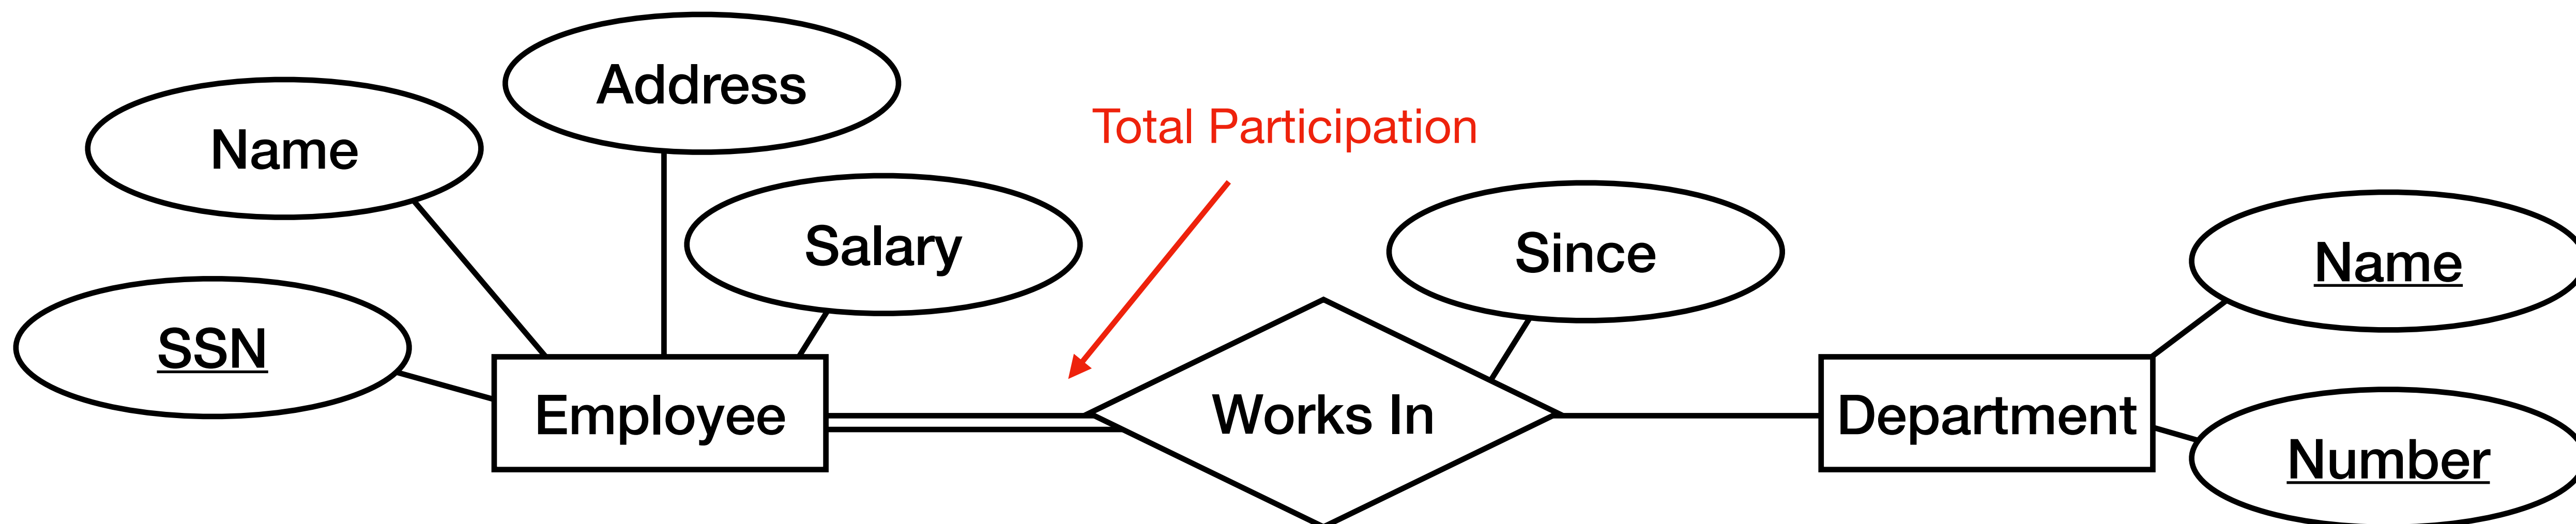 Address
Name
Total Participation
Salary
Since
Name
SSN
Employee
Works In
Department
Number